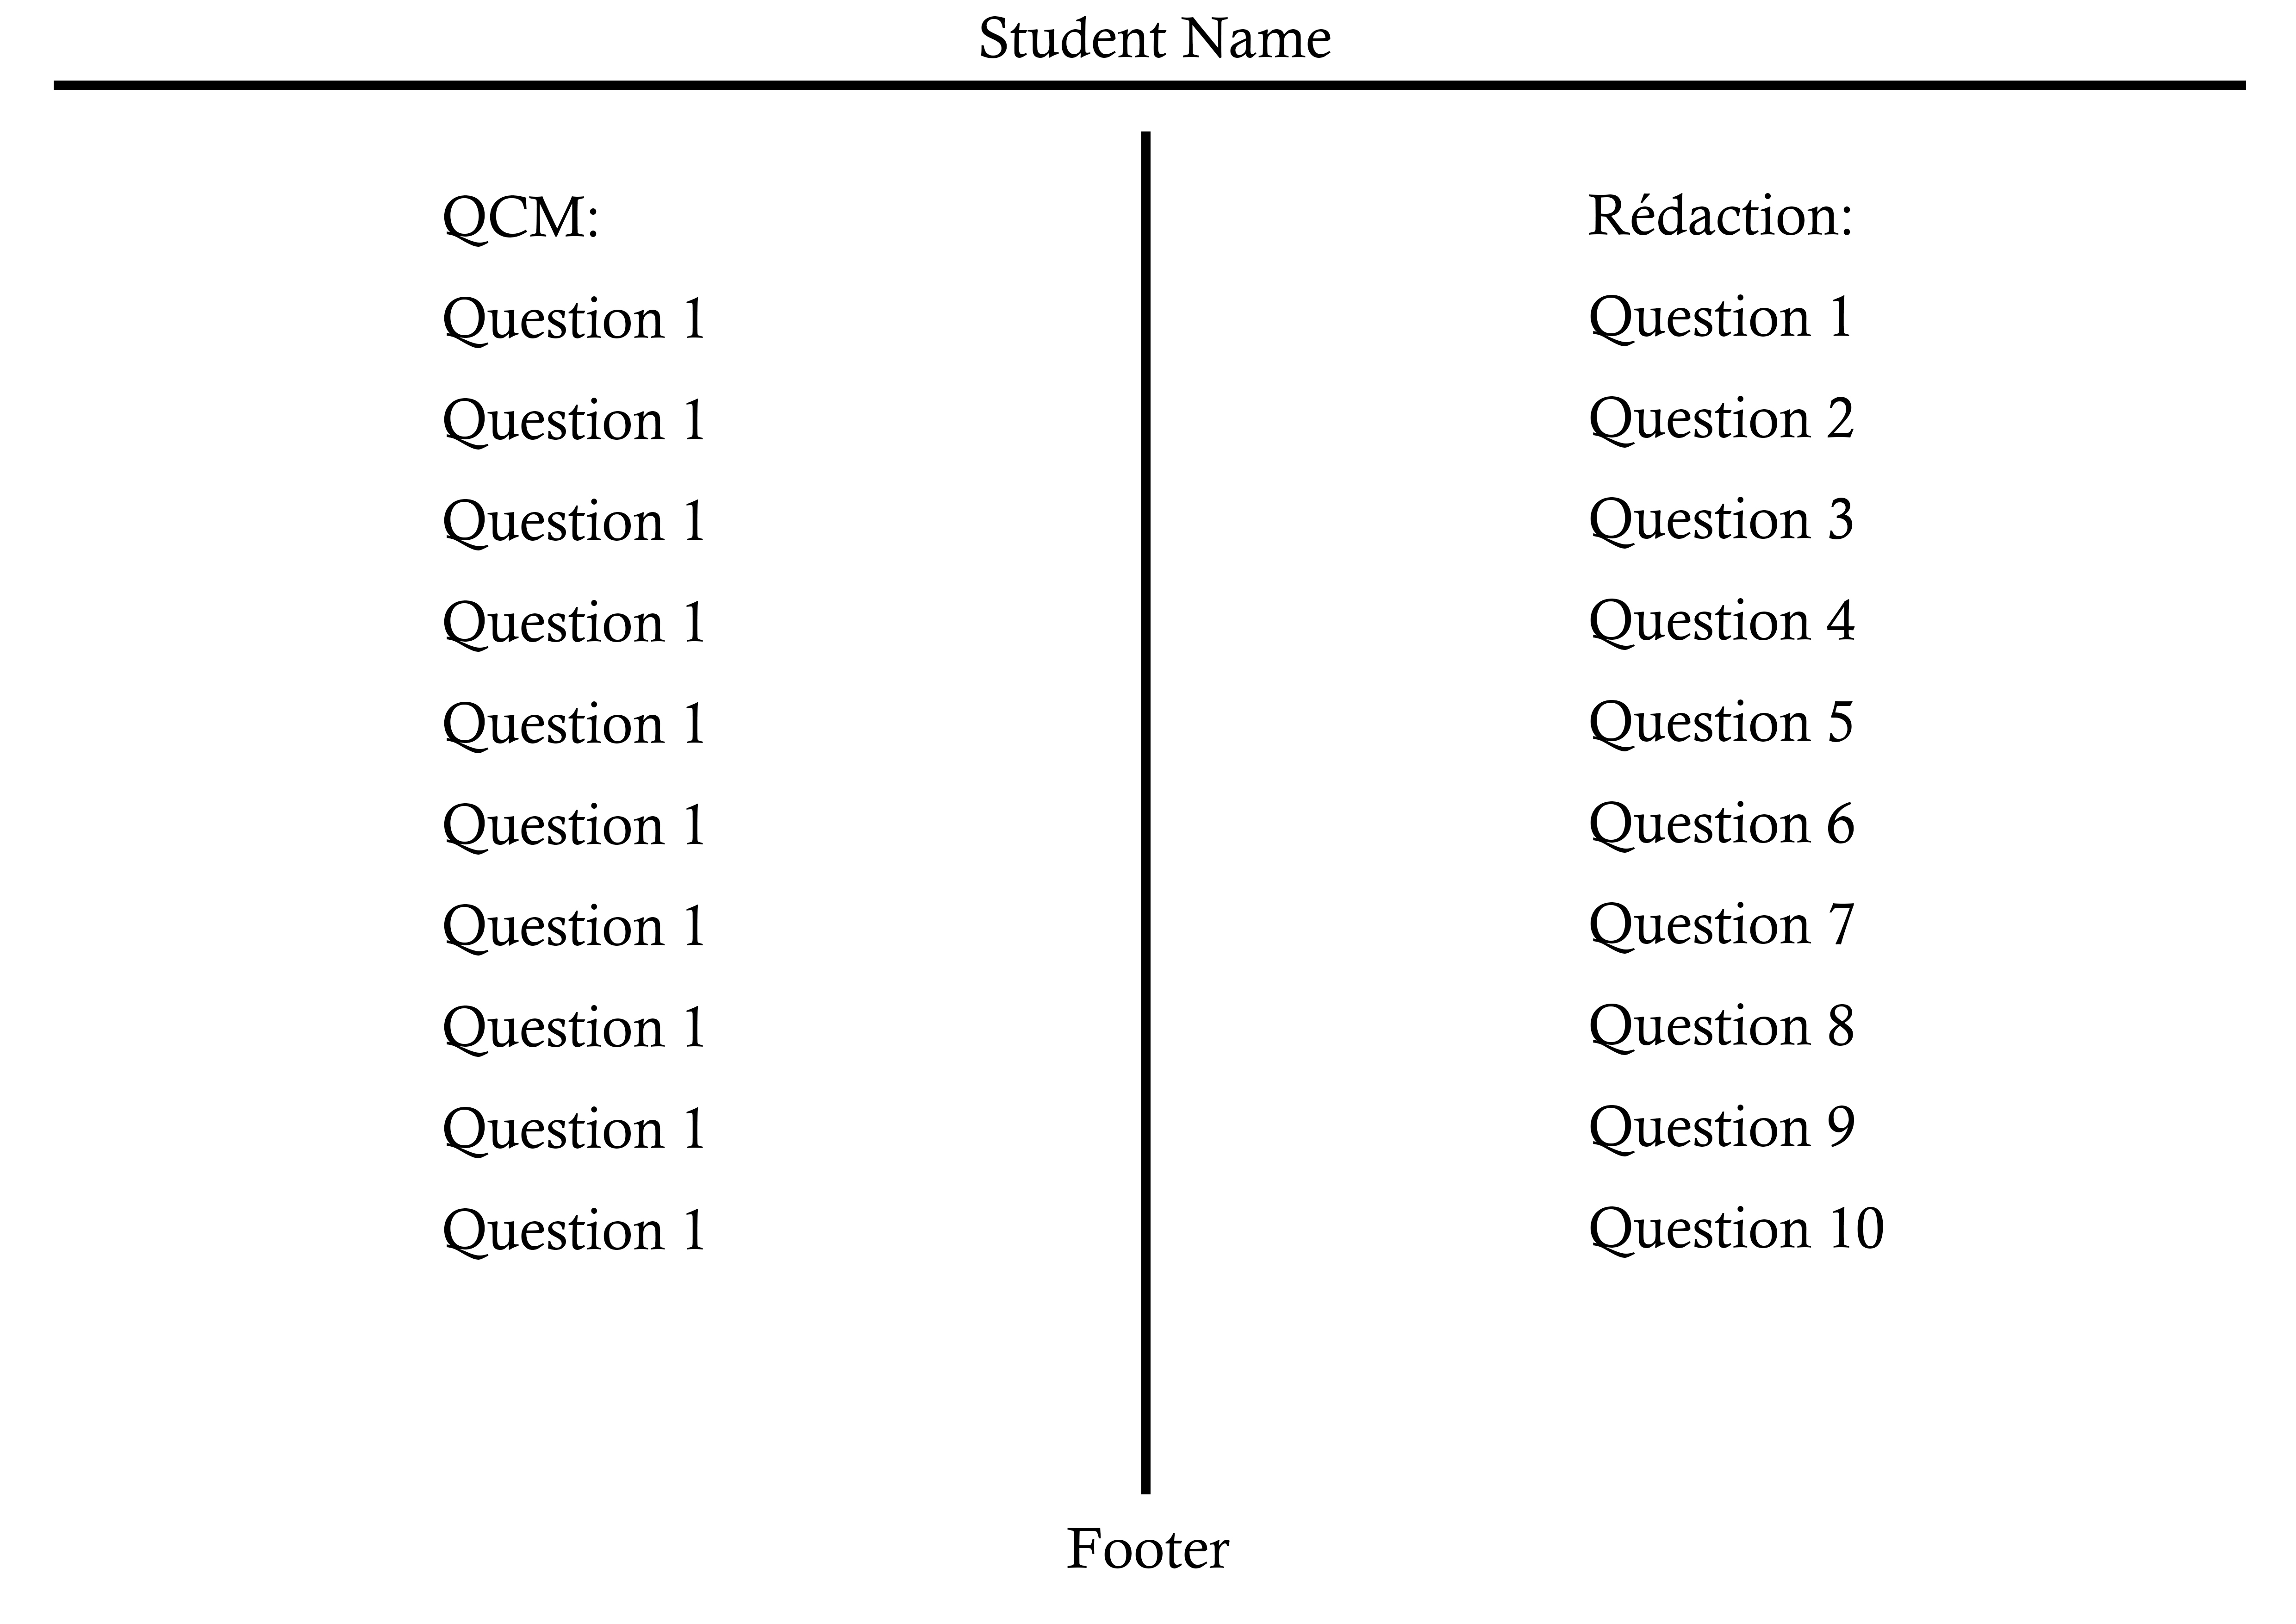 Student Name
QCM:
Question 1
Question 1
Question 1
Question 1
Question 1
Question 1
Question 1
Question 1
Question 1
Question 1
Rédaction:
Question 1
Question 2
Question 3
Question 4
Question 5
Question 6
Question 7
Question 8
Question 9
Question 10
Footer